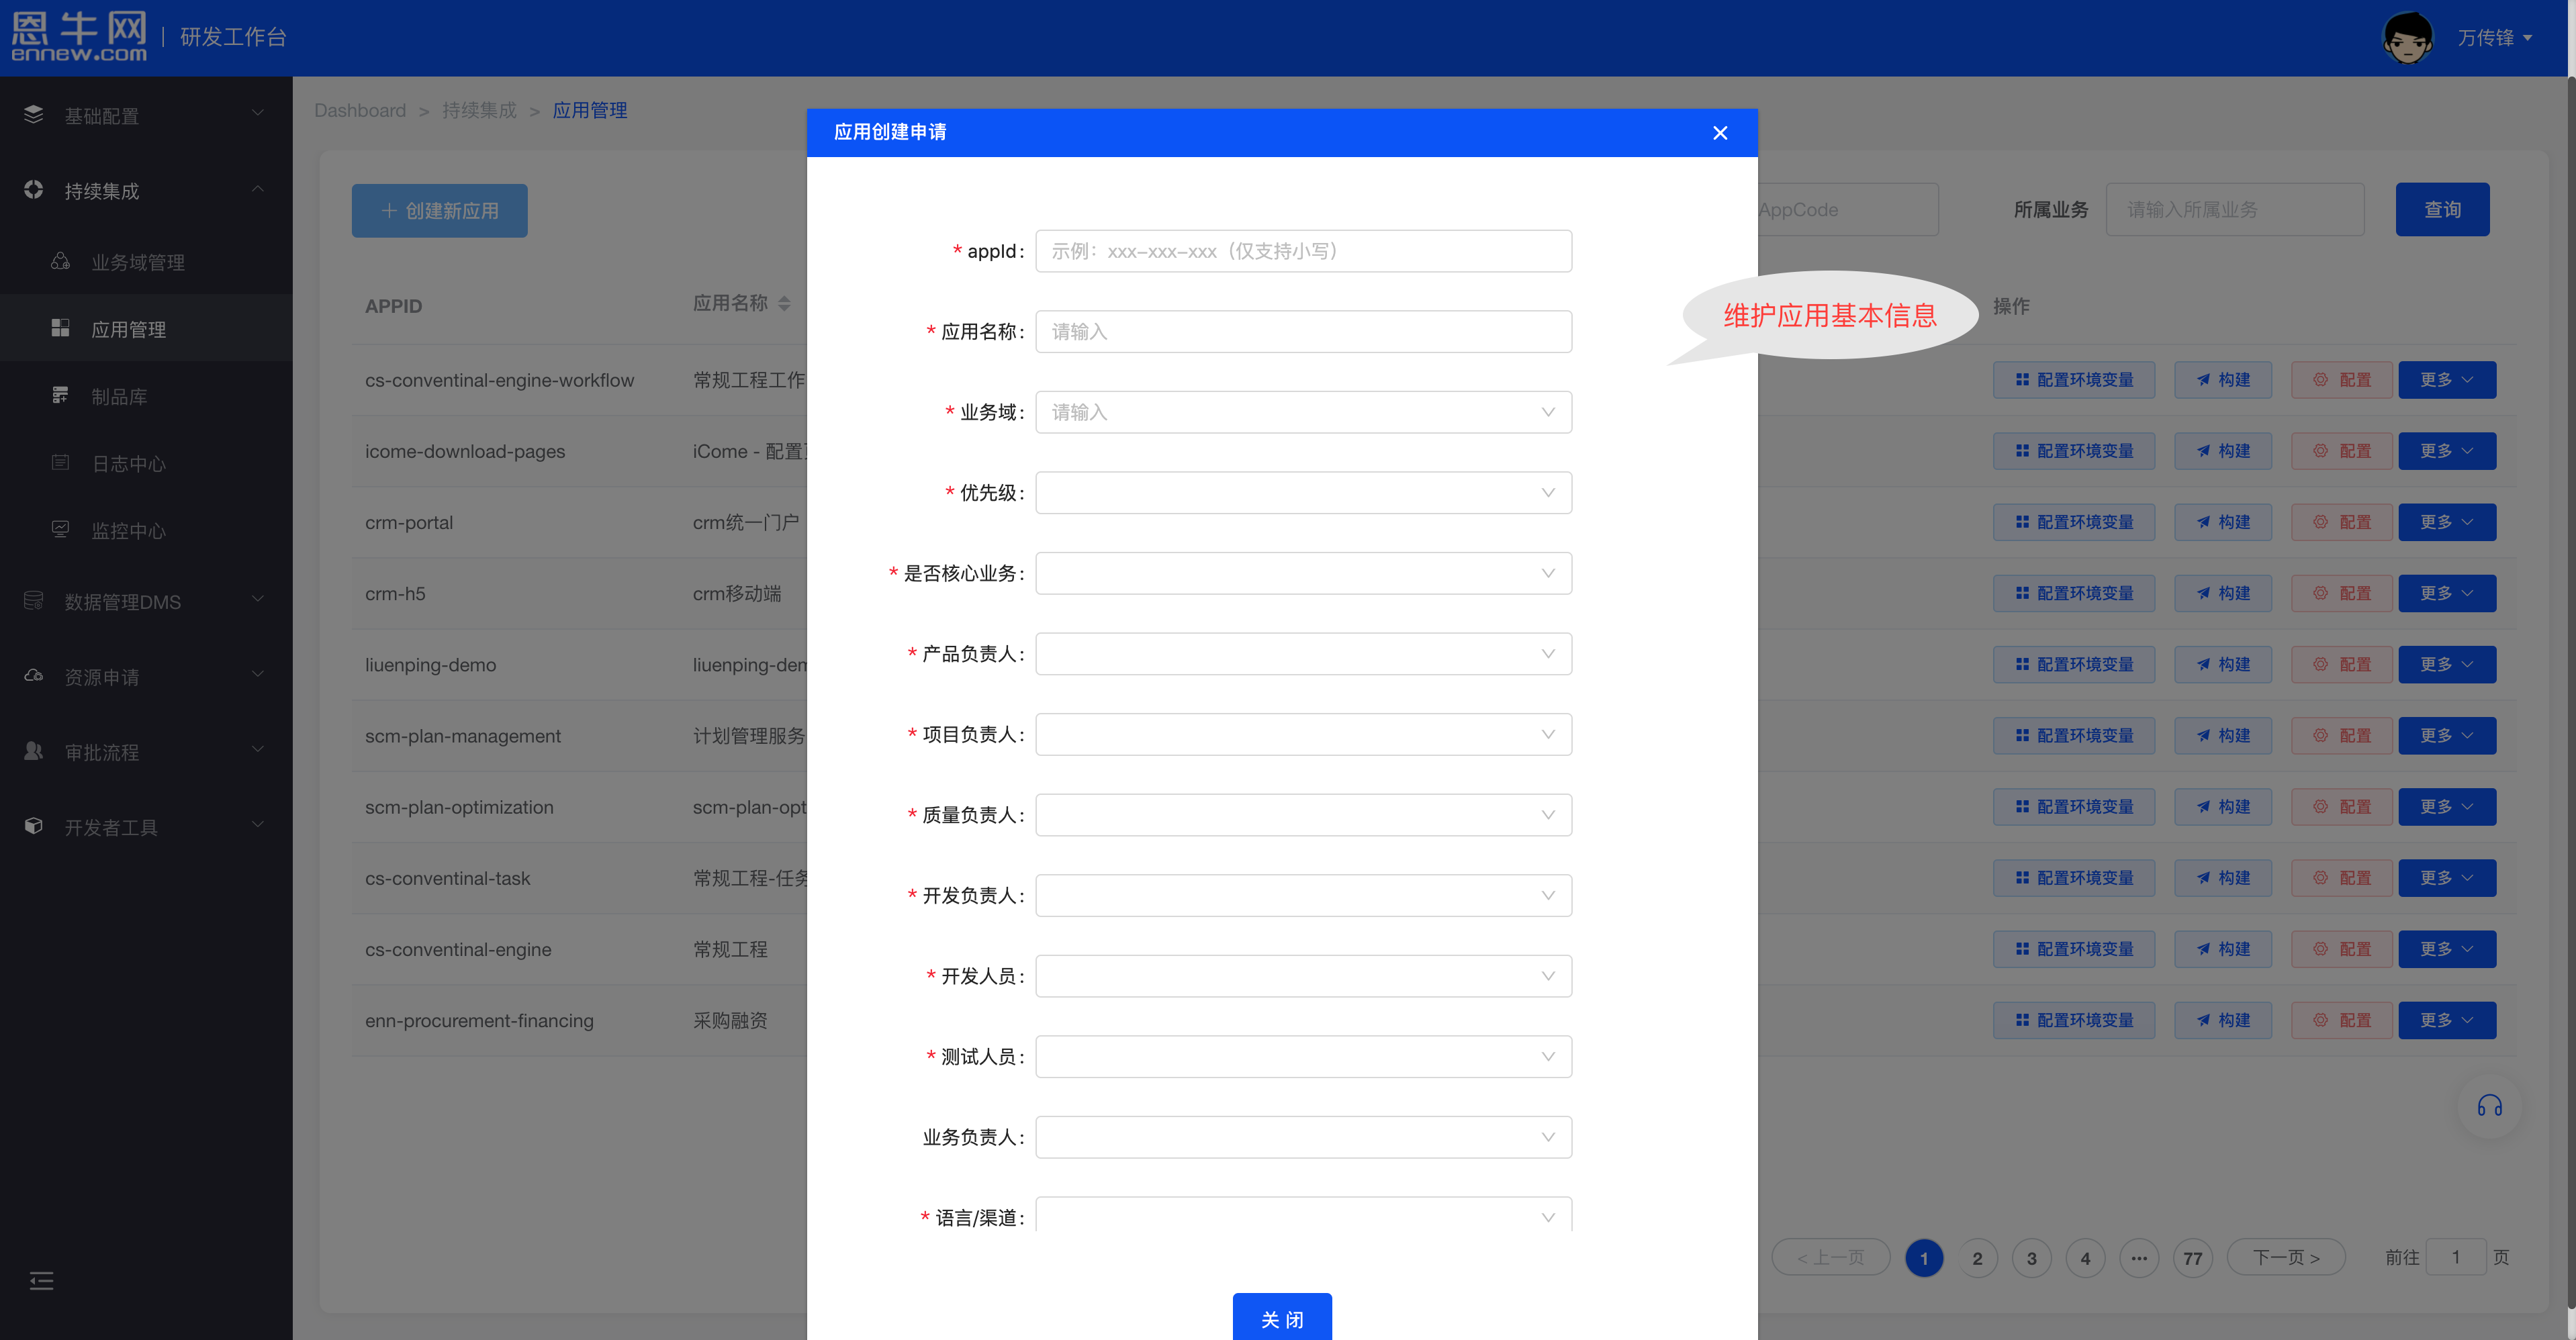 恩牛网
ennew.com
研发工作台
万传锋
基础配置
持续集成
业务域管理
应用管理
制品库
日志中心
监控中心
数据管理DMS
资源申请
审批流程
开发者工具
Dashboard > 持续集成 > 应用管理
+ 创建新应用
AppCode
所属业务
请输入所属业务
查询
APPID
应用名称
操作
cs-conventinal-engine-workflow
常规工程工作
配置环境变量 构建 配置 更多
icome-download-pages
iCome - 配置
配置环境变量 构建 配置 更多
crm-portal
crm统一门户
配置环境变量 构建 配置 更多
crm-h5
crm移动端
配置环境变量 构建 配置 更多
liuenping-demo
liuenping-den
配置环境变量 构建 配置 更多
scm-plan-management
计划管理服务
配置环境变量 构建 配置 更多
scm-plan-optimization
scm-plan-opt
配置环境变量 构建 配置 更多
cs-conventinal-task
常规工程-任务
配置环境变量 构建 配置 更多
cs-conventinal-engine
常规工程
配置环境变量 构建 配置 更多
enn-procurement-financing
采购融资
配置环境变量 构建 配置 更多
< 上一页 1 2 3 4 ••• 77 下一页 > 前往 1 页
应用创建申请
* appId: 示例：xxx-xxx-xxx（仅支持小写）
* 应用名称: 请输入
* 业务域: 请输入
* 优先级:
* 是否核心业务:
* 产品负责人:
* 项目负责人:
* 质量负责人:
* 开发负责人:
* 开发人员:
* 测试人员:
业务负责人:
* 语言/渠道:
关 闭
维护应用基本信息